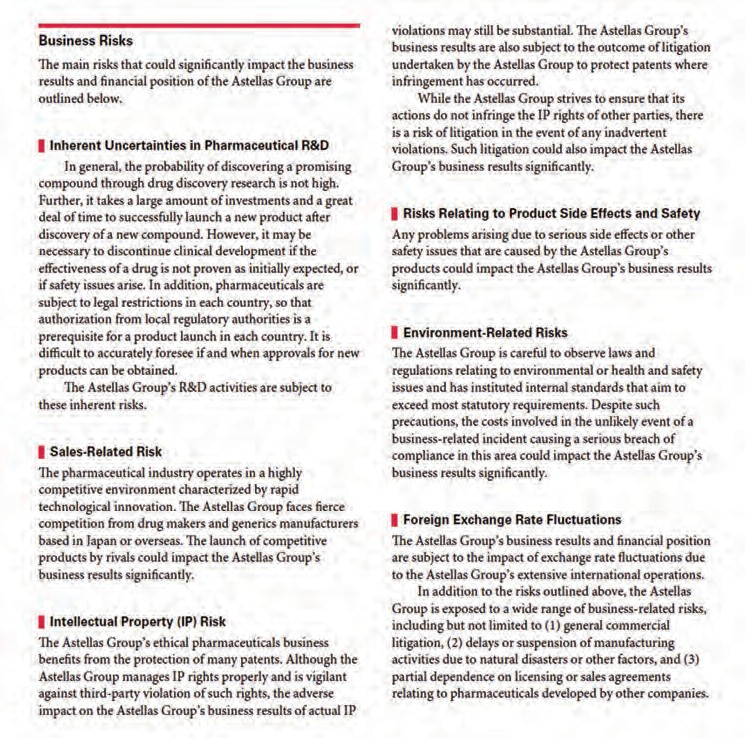 Business Risks
The main risks that could significantly impact the business
results and financial position of the Astellas Group are
outlined below.
Inherent Uncertainties in Pharmaceutical R&D
In general, the probability of discovering a promising
compound through drug discovery research is not high.
Further, it takes a large amount of investments and a great
deal of time to successfully launch a new product after
discovery of a new compound. However, it may be
necessary to discontinue clinical development if the
effectiveness of a drug is not proven as initially expected, or
if safety issues arise. In addition, pharmaceuticals are
subject to legal restrictions in each country, so that
authorization from local regulatory authorities is a
prerequisite for a product launch in each country. It is
difficult to accurately foresee if and when approvals for new
products can be obtained.
The Astellas Group's R&D activities are subject to
these inherent risks.
Sales-Related Risk
The pharmaceutical industry operates in a highly
competitive environment characterized by rapid
technological innovation. The Astellas Group faces fierce
competition from drug makers and generics manufacturers
based in Japan or overseas. The launch of competitive
products by rivals could impact the Astellas Group's
business results significantly.
Intellectual Property (IP) Risk
The Astellas Group's ethical pharmaceuticals business
benefits from the protection of many patents. Although the
Astellas Group manages IP rights properly and is vigilant
against third-party violation of such rights, the adverse
impact on the Astellas Group's business results of actual IP
violations may still be substantial. The Astellas Group's
business results are also subject to the outcome of litigation
undertaken by the Astellas Group to protect patents where
infringement has occurred.
While the Astellas Group strives to ensure that its
actions do not infringe the IP rights of other parties, there
is a risk of litigation in the event of any inadvertent
violations. Such litigation could also impact the Astellas
Group's business results significantly.
Risks Relating to Product Side Effects and Safety
Any problems arising due to serious side effects or other
safety issues that are caused by the Astellas Group's
products could impact the Astellas Group's business results
significantly.
Environment-Related Risks
The Astellas Group is careful to observe laws and
regulations relating to environmental or health and safety
issues and has instituted internal standards that aim to
exceed most statutory requirements. Despite such
precautions, the costs involved in the unlikely event of a
business-related incident causing a serious breach of
compliance in this area could impact the Astellas Group's
business results significantly.
Foreign Exchange Rate Fluctuations
The Astellas Group's business results and financial position
are subject to the impact of exchange rate fluctuations due
to the Astellas Group's extensive international operations.
In addition to the risks outlined above, the Astellas
Group is exposed to a wide range of business-related risks,
including but not limited to (1) general commercial
litigation, (2) delays or suspension of manufacturing
activities due to natural disasters or other factors, and (3)
partial dependence on licensing or sales agreements
relating to pharmaceuticals developed by other companies.